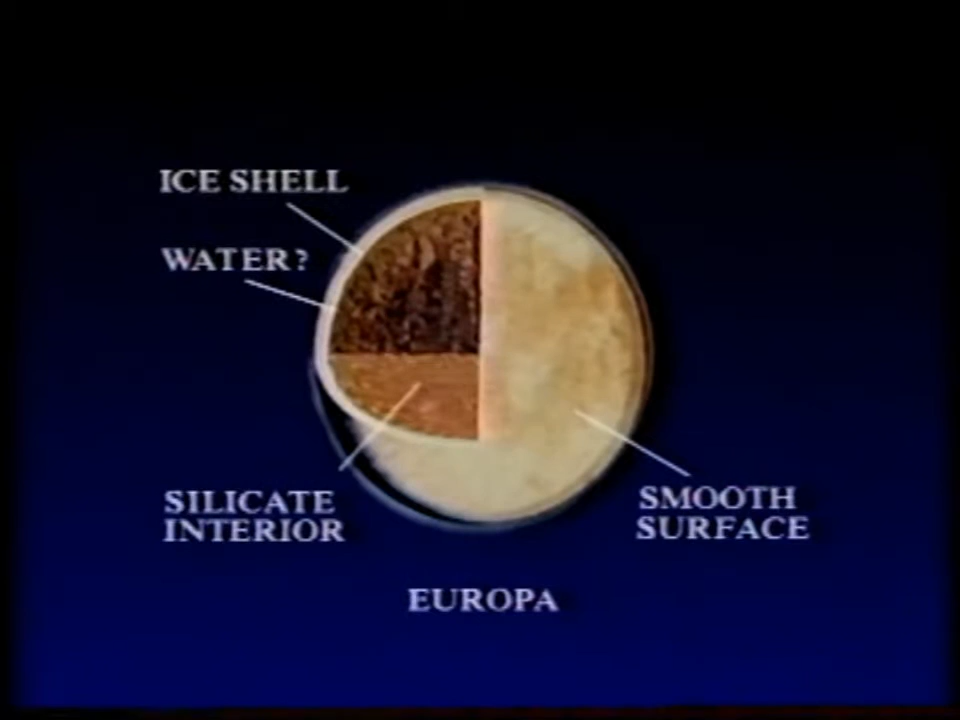 ICE SHELL
WATER?
SILICATE
INTERIOR
SMOOTH
SURFACE
EUROPA